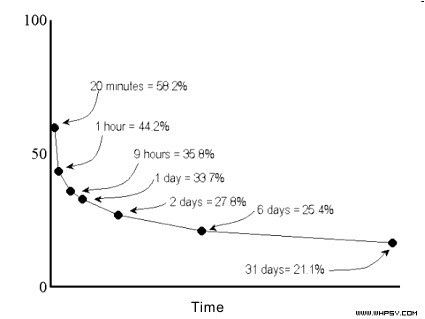 100
20 minutes = 58.2%
1 hour = 44.2%
50
9 hours = 35.8%
1 day = 33.7%
2 days = 27.8%
6 days = 25.4%
31 days= 21.1%
0
Time
WWW.WHPSY.COM